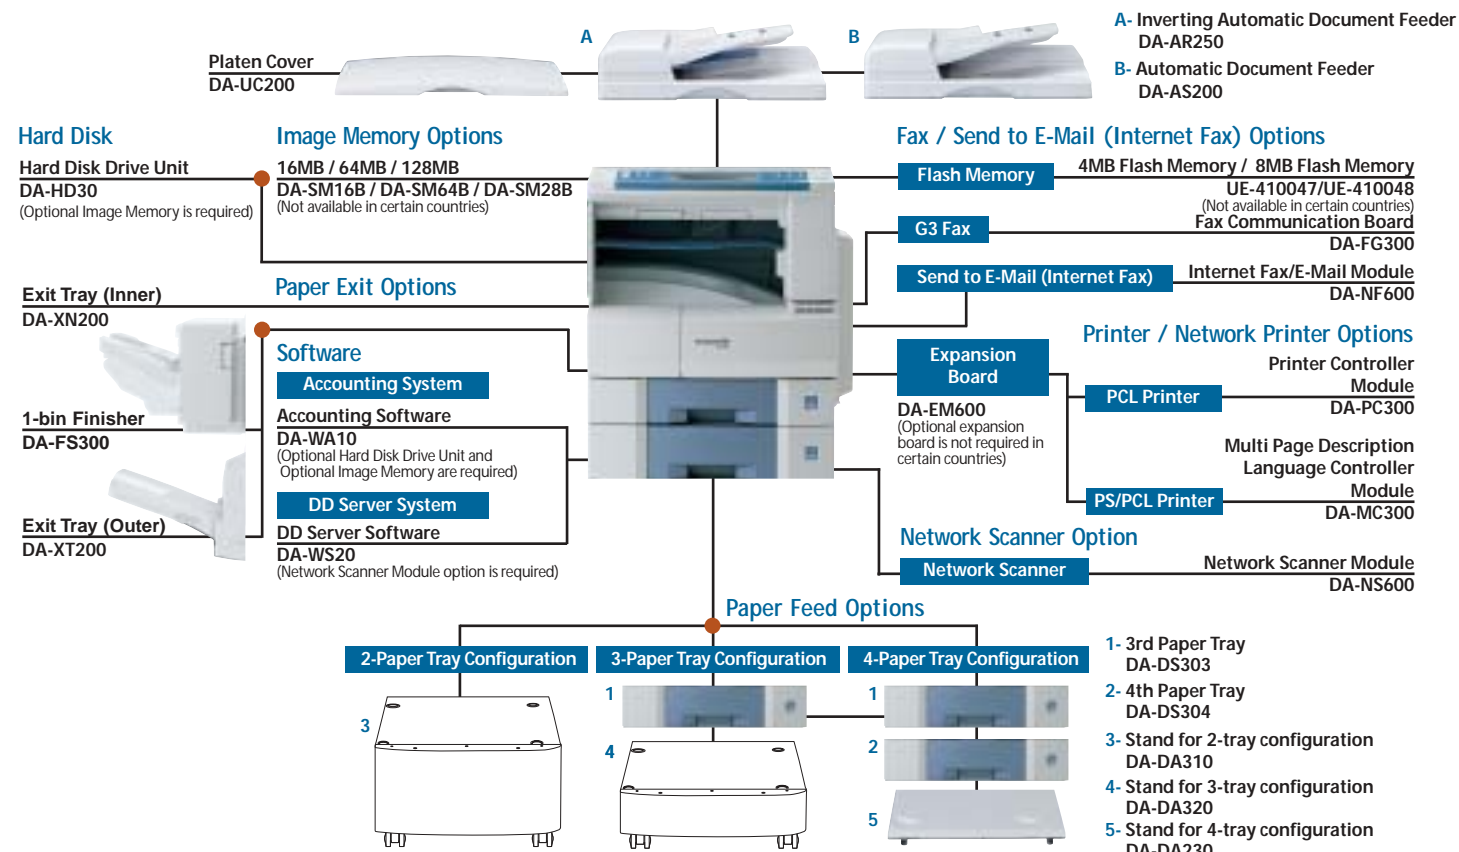 A
B
A- Inverting Automatic Document Feeder
DA-AR250
B- Automatic Document Feeder
DA-AS200
Platen Cover
DA-UC200
Hard Disk
Hard Disk Drive Unit
DA-HD30
(Optional Image Memory is required)
Image Memory Options
16MB / 64MB / 128MB
DA-SM16B / DA-SM64B / DA-SM28B
(Not available in certain countries)
Fax / Send to E-Mail (Internet Fax) Options
Flash Memory
4MB Flash Memory / 8MB Flash Memory
UE-410047/UE-410048
(Not available in certain countries)
G3 Fax
Fax Communication Board
DA-FG300
Send to E-Mail (Internet Fax)
Internet Fax/E-Mail Module
DA-NF600
Paper Exit Options
Exit Tray (Inner)
DA-XN200
1-bin Finisher
DA-FS300
Exit Tray (Outer)
DA-XT200
Software
Accounting System
Accounting Software
DA-WA10
(Optional Hard Disk Drive Unit and
Optional Image Memory are required)
DD Server System
DD Server Software
DA-WS20
(Network Scanner Module option is required)
Printer / Network Printer Options
Expansion
Board
DA-EM600
(Optional expansion
board is not required in
certain countries)
PCL Printer
Printer Controller
Module
DA-PC300
PS/PCL Printer
Multi Page Description
Language Controller
Module
DA-MC300
Network Scanner Option
Network Scanner
Network Scanner Module
DA-NS600
Paper Feed Options
2-Paper Tray Configuration
3-Paper Tray Configuration
4-Paper Tray Configuration
3
1
4
1
2
5
1- 3rd Paper Tray
DA-DS303
2- 4th Paper Tray
DA-DS304
3- Stand for 2-tray configuration
DA-DA310
4- Stand for 3-tray configuration
DA-DA320
5- Stand for 4-tray configuration
DA-DA230